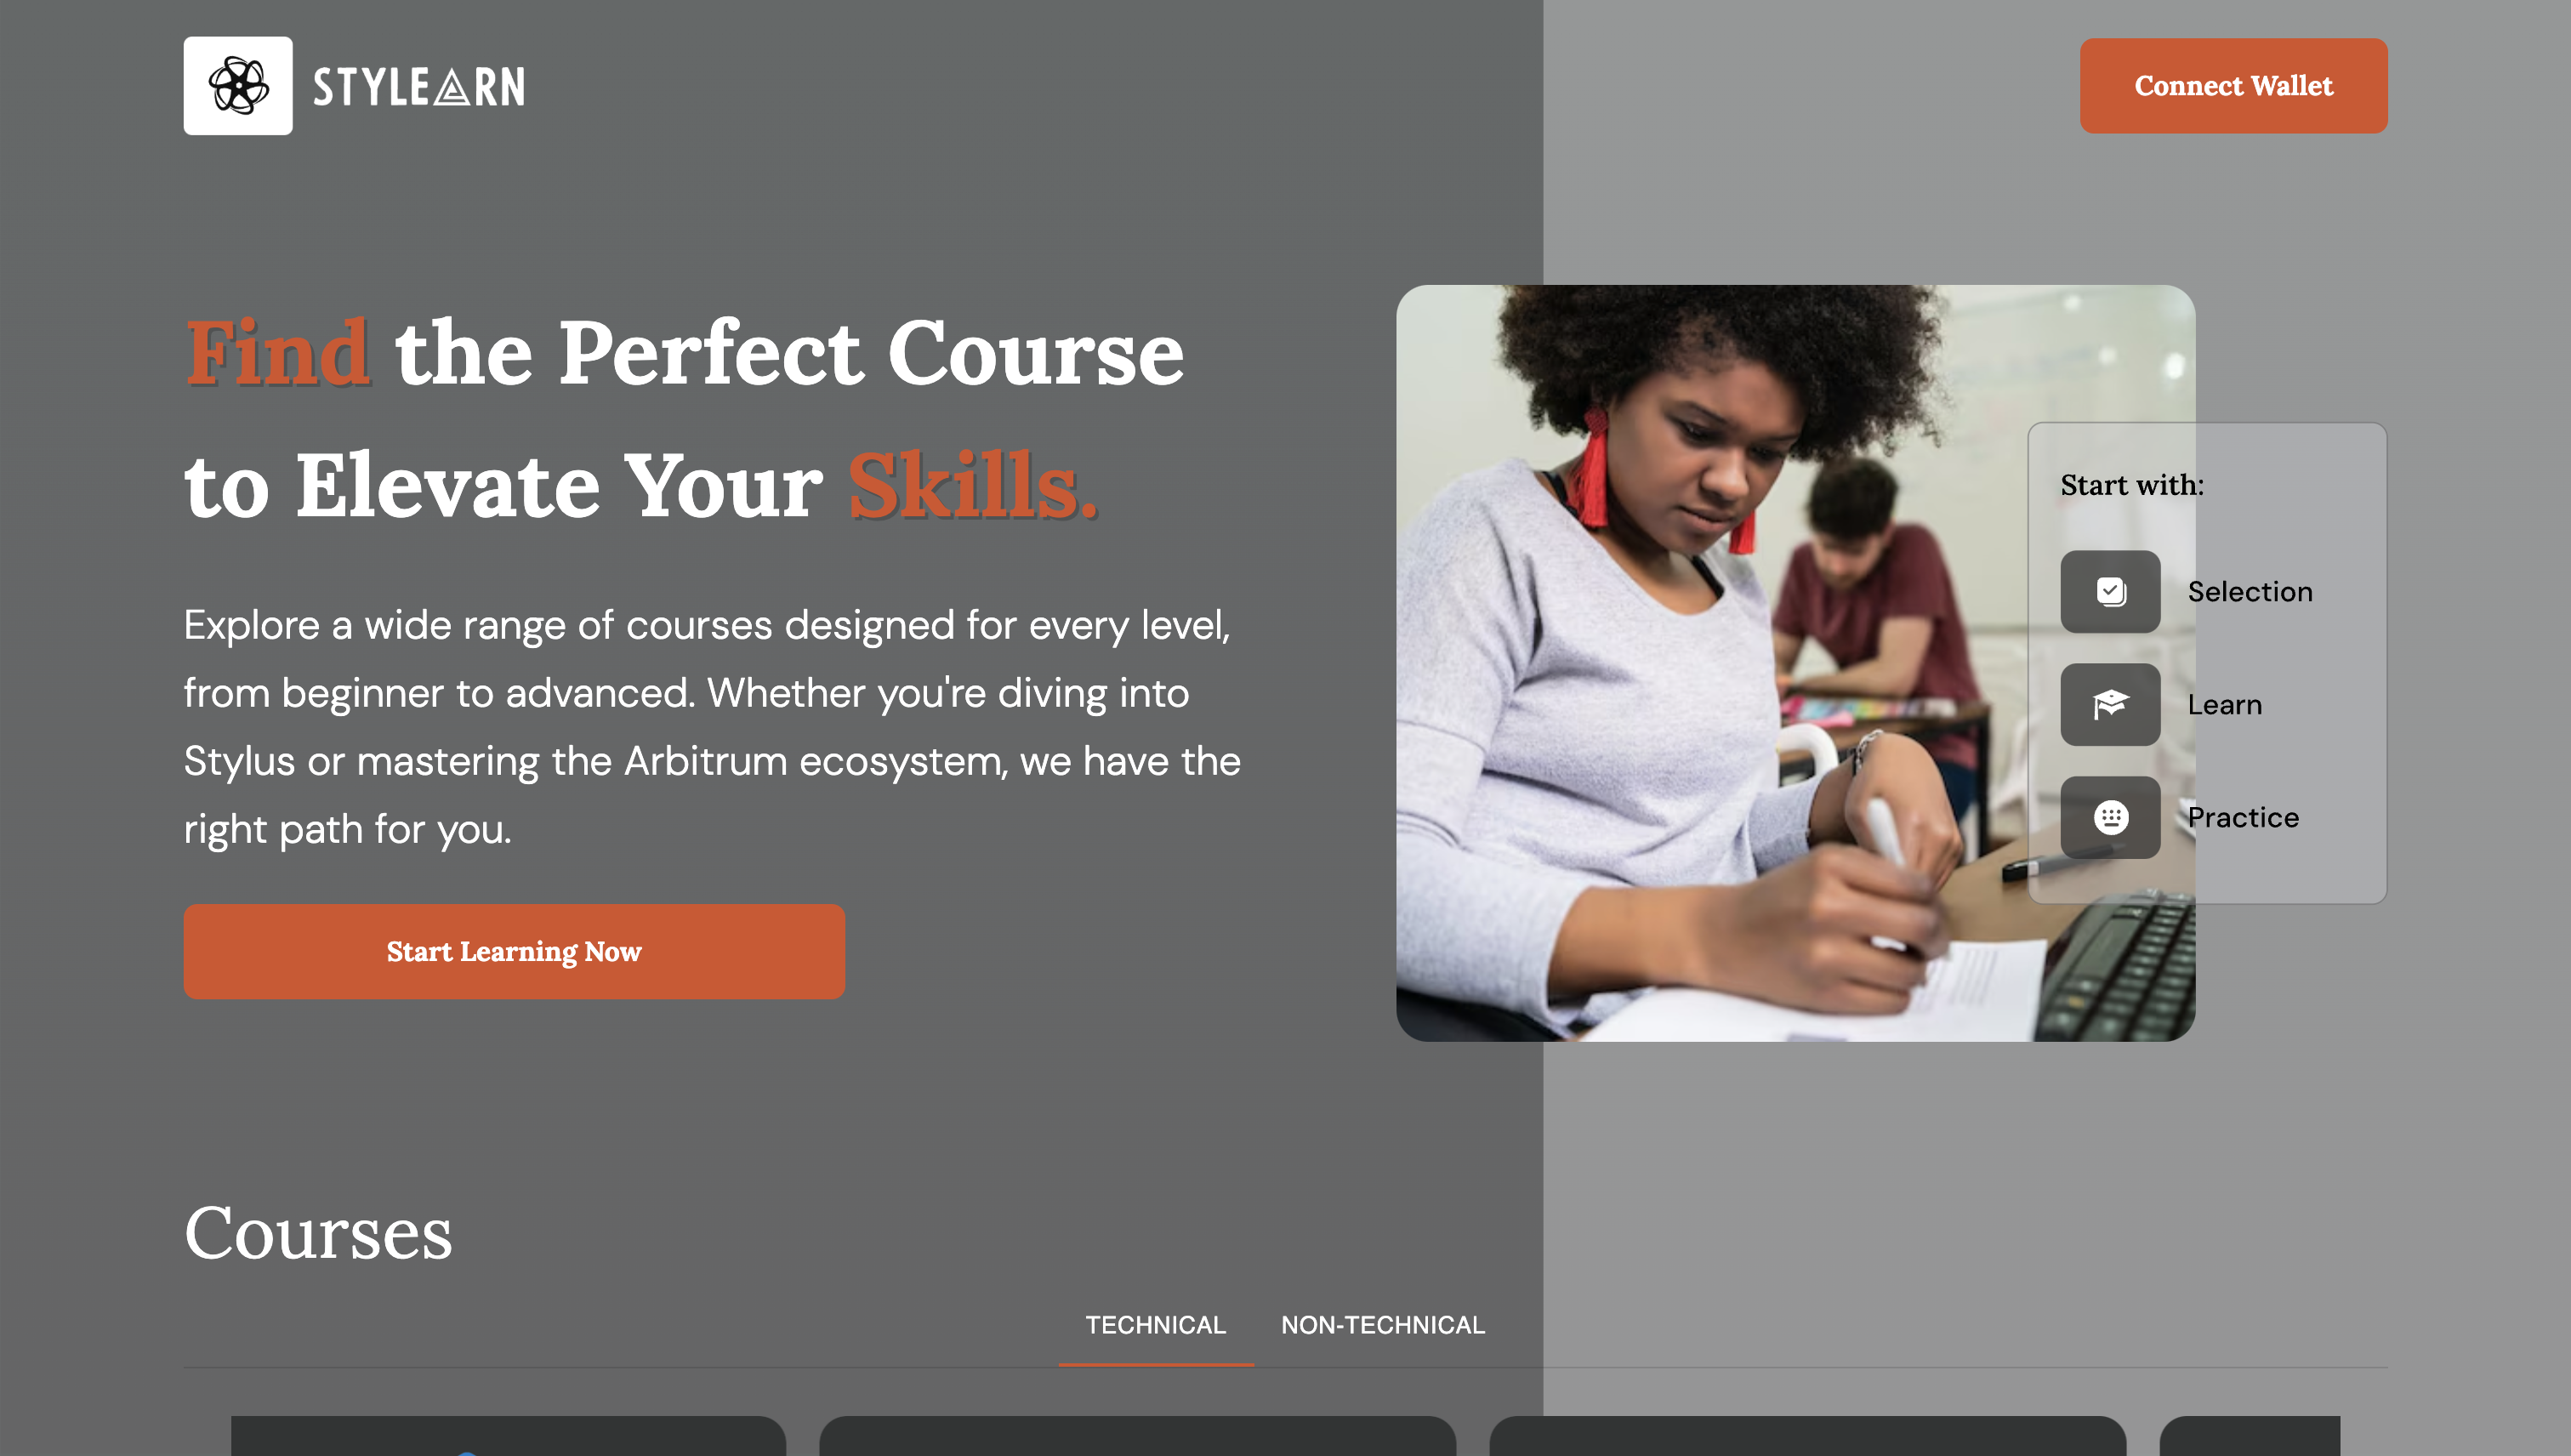 STYLEARN
Connect Wallet
Find the Perfect Course
to Elevate Your Skills.
Explore a wide range of courses designed for every level,
from beginner to advanced. Whether you're diving into
Stylus or mastering the Arbitrum ecosystem, we have the
right path for you.
Start Learning Now
Start with:
Selection
Learn
Practice
Courses
TECHNICAL NON-TECHNICAL